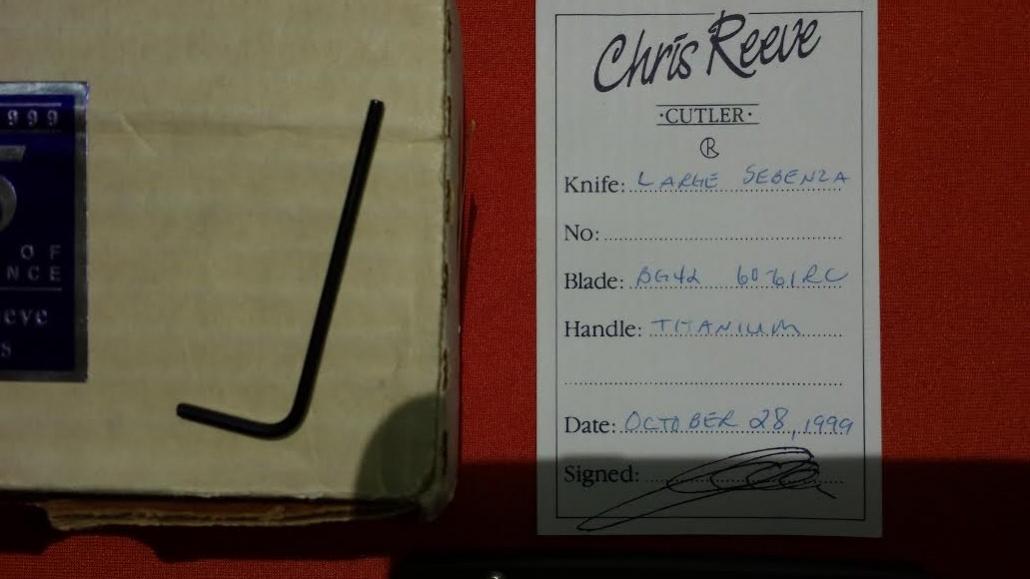 999
OF
NCE
eve
s
Chris Reeve
·CUTLER·
®
Knife: LARGE SEBENZA
No:
Blade: BG42 60-61RC
Handle: TITANIUM
Date: OCTOBER 28, 1999
Signed: